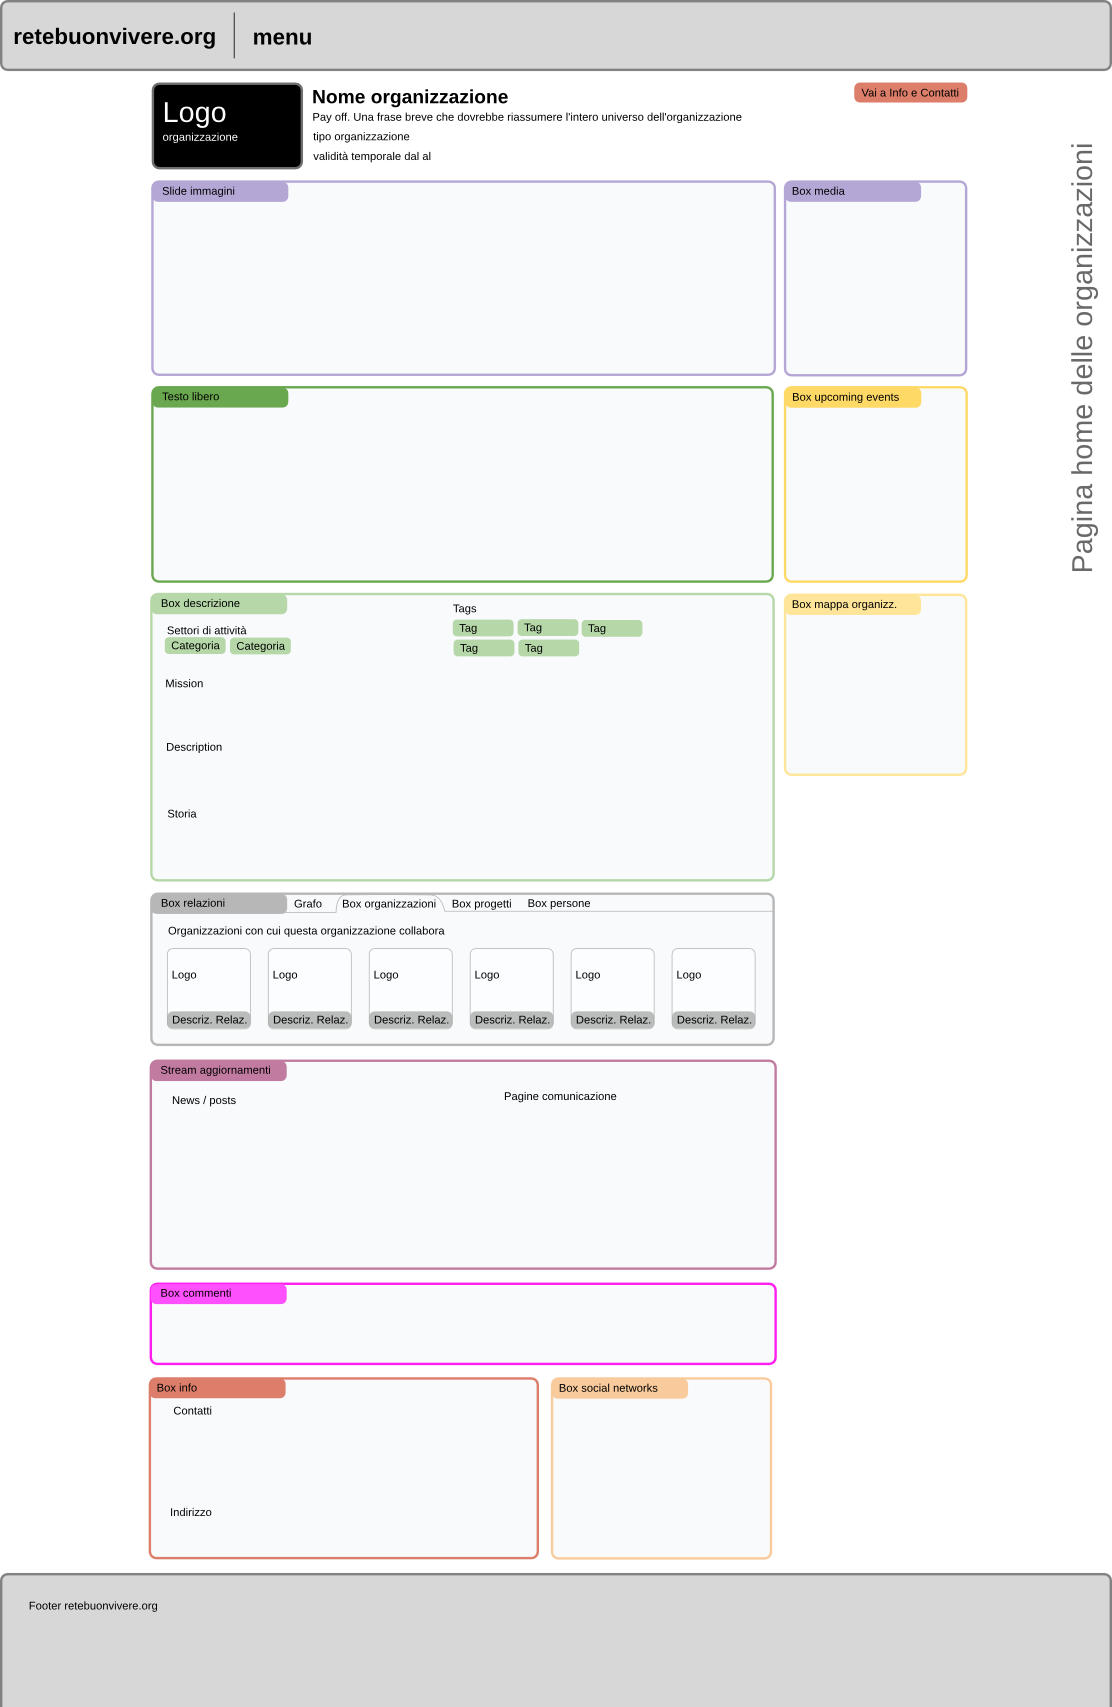 retebuonvivere.org
menu
Logo
organizzazione
Nome organizzazione
Pay off. Una frase breve che dovrebbe riassumere l'intero universo dell'organizzazione
tipo organizzazione
validità temporale dal al
Vai a Info e Contatti
Pagina home delle organizzazioni
Slide immagini
Box media
Testo libero
Box upcoming events
Box descrizione
Settori di attività
Categoria
Categoria
Tags
Tag
Tag
Tag
Tag
Tag
Mission
Description
Storia
Box mappa organizz.
Box relazioni
Grafo
Box organizzazioni
Box progetti
Box persone
Organizzazioni con cui questa organizzazione collabora
Logo
Logo
Logo
Logo
Logo
Logo
Descriz. Relaz.
Descriz. Relaz.
Descriz. Relaz.
Descriz. Relaz.
Descriz. Relaz.
Descriz. Relaz.
Stream aggiornamenti
News / posts
Pagine comunicazione
Box commenti
Box info
Contatti
Indirizzo
Box social networks
Footer retebuonvivere.org